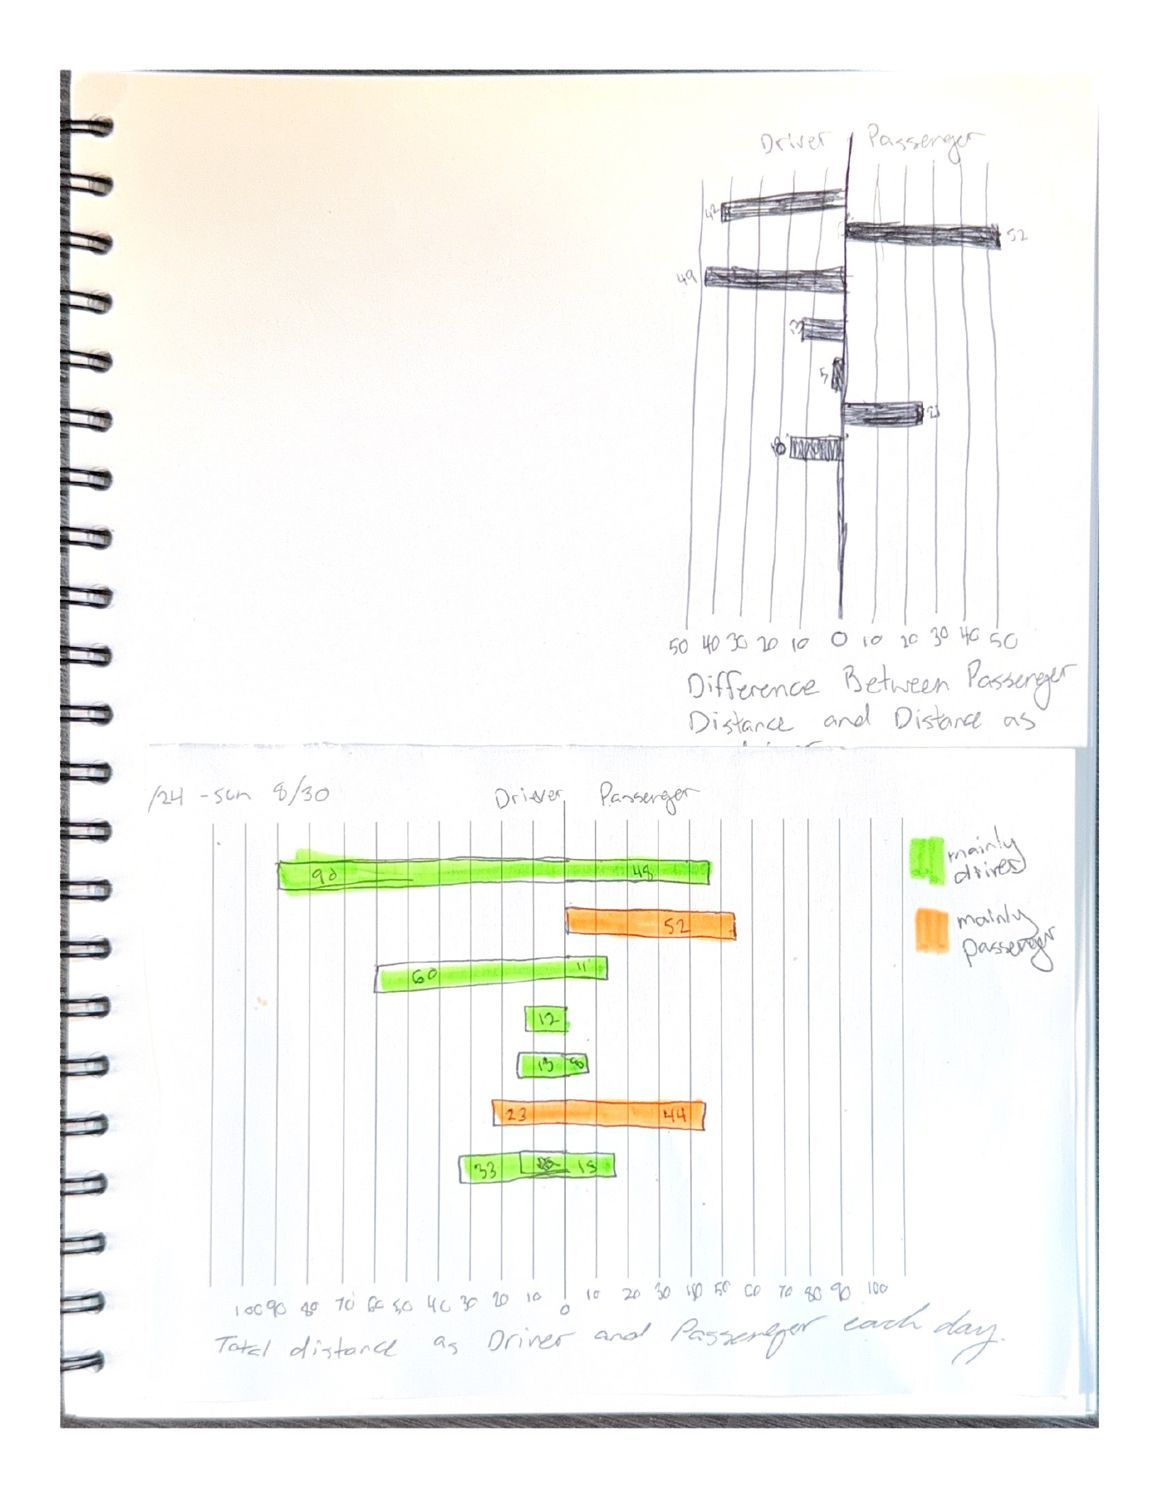 Driver Passenger
42
52
49
13
5
21
18
50 40 30 20 10 0 10 20 30 40 50
Difference Between Passenger
Distance and Distance as
/24 - sun 8/30
Driver Passenger
mainly
driver
mainly
passenger
90 48
52
60 11
12
13 8
23 44
33 15
100 90 80 70 60 50 40 30 20 10 0 10 20 30 40 50 60 70 80 90 100
Total distance as Driver and Passenger each day.